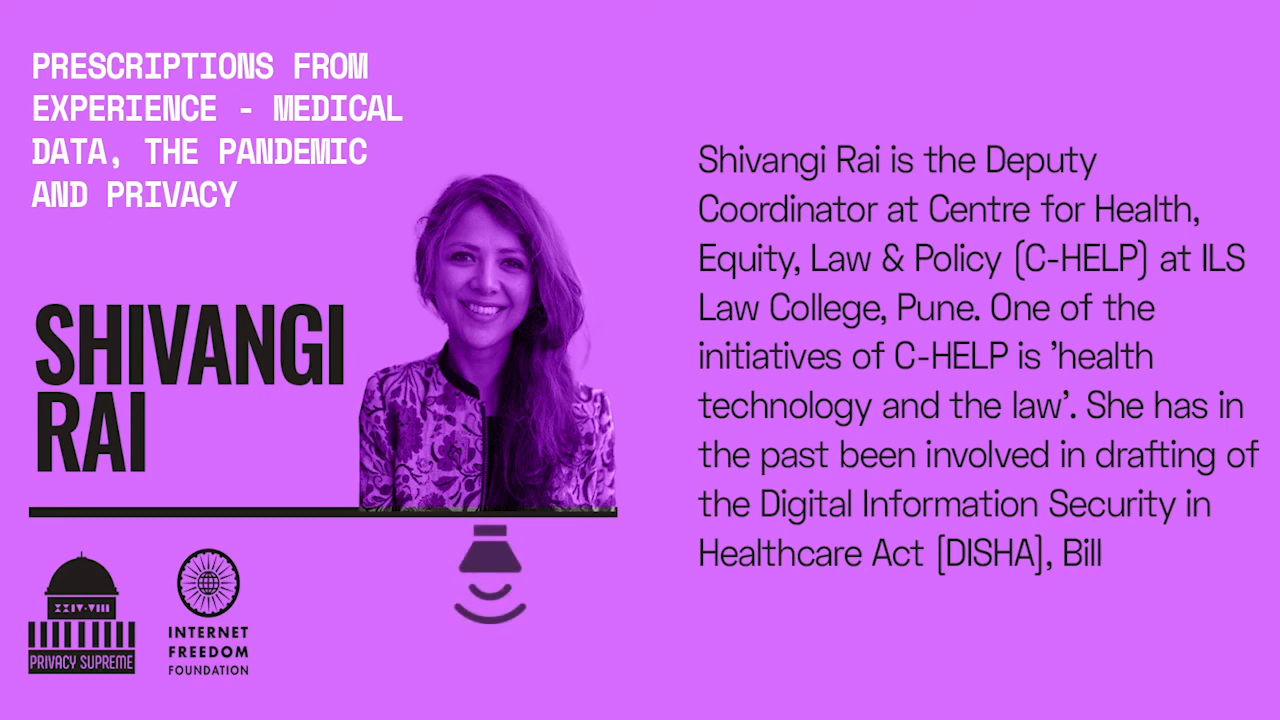 PRESCRIPTIONS FROM
EXPERIENCE - MEDICAL
DATA, THE PANDEMIC
AND PRIVACY
SHIVANGI
RAI
Shivangi Rai is the Deputy
Coordinator at Centre for Health,
Equity, Law & Policy (C-HELP) at ILS
Law College, Pune. One of the
initiatives of C-HELP is 'health
technology and the law'. She has in
the past been involved in drafting of
the Digital Information Security in
Healthcare Act [DISHA], Bill
XXIV-VIII
PRIVACY SUPREME
INTERNET
FREEDOM
FOUNDATION